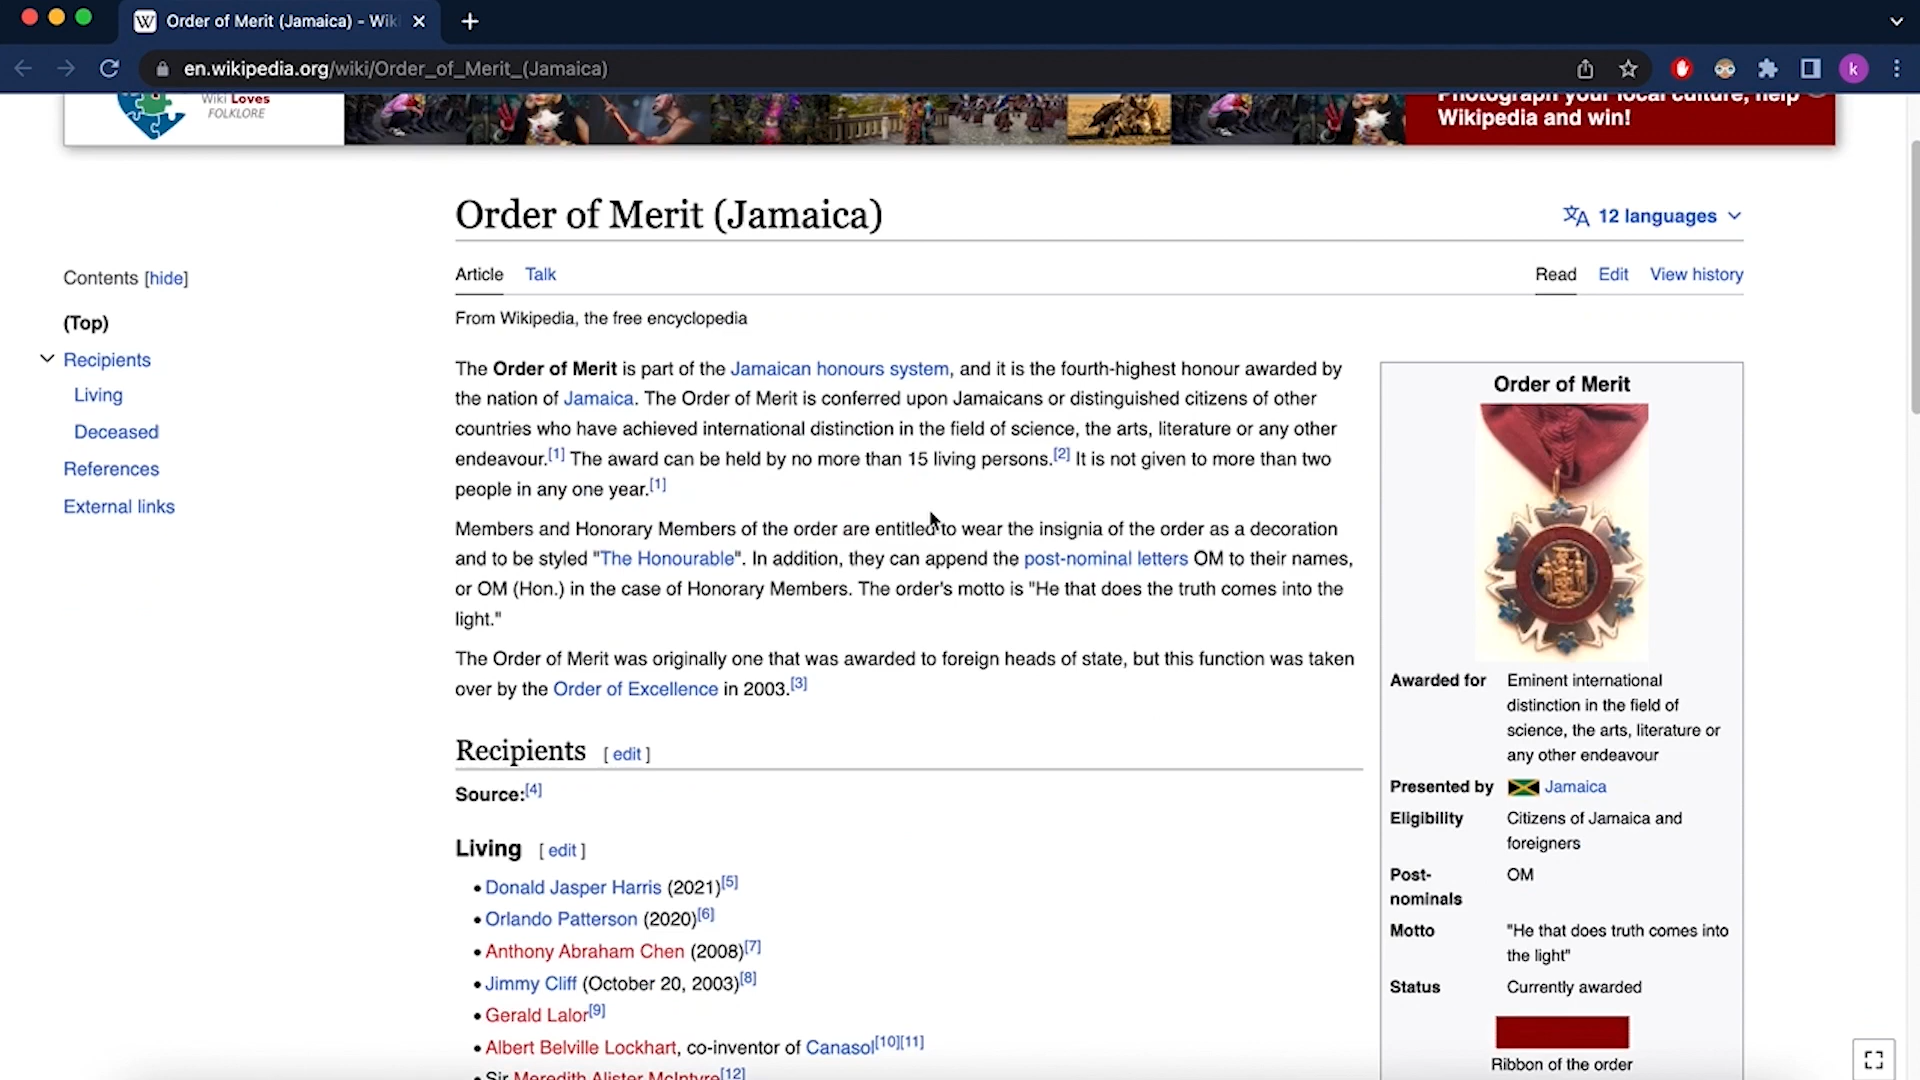 Order of Merit (Jamaica) - Wik
en.wikipedia.org/wiki/Order_of_Merit_(Jamaica)
k
Wiki Loves
FOLKLORE
Photograph your local culture, help
Wikipedia and win!
Order of Merit (Jamaica)
12 languages
Article Talk
Read Edit View history
Contents [hide]
(Top)
Recipients
Living
Deceased
References
External links
From Wikipedia, the free encyclopedia
The Order of Merit is part of the Jamaican honours system, and it is the fourth-highest honour awarded by
the nation of Jamaica. The Order of Merit is conferred upon Jamaicans or distinguished citizens of other
countries who have achieved international distinction in the field of science, the arts, literature or any other
endeavour.[1] The award can be held by no more than 15 living persons.[2] It is not given to more than two
people in any one year.[1]
Members and Honorary Members of the order are entitled to wear the insignia of the order as a decoration
and to be styled "The Honourable". In addition, they can append the post-nominal letters OM to their names,
or OM (Hon.) in the case of Honorary Members. The order's motto is "He that does the truth comes into the
light."
The Order of Merit was originally one that was awarded to foreign heads of state, but this function was taken
over by the Order of Excellence in 2003.[3]
Recipients [ edit ]
Source:[4]
Living [ edit ]
• Donald Jasper Harris (2021)[5]
• Orlando Patterson (2020)[6]
• Anthony Abraham Chen (2008)[7]
• Jimmy Cliff (October 20, 2003)[8]
• Gerald Lalor[9]
• Albert Belville Lockhart, co-inventor of Canasol[10][11]
• Sir Meredith Alister McIntyre[12]
Order of Merit
Awarded for Eminent international
distinction in the field of
science, the arts, literature or
any other endeavour
Presented by Jamaica
Eligibility Citizens of Jamaica and
foreigners
Post- OM
nominals
Motto "He that does truth comes into
the light"
Status Currently awarded
Ribbon of the order